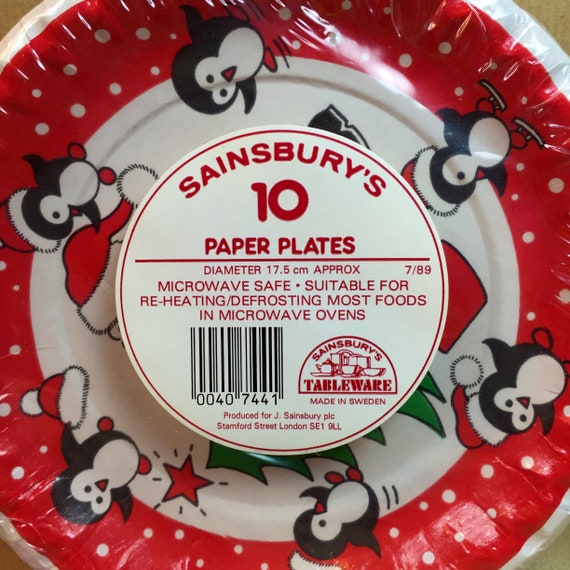 SAINSBURY'S
10
PAPER PLATES
DIAMETER 17.5 cm APPROX 7/89
MICROWAVE SAFE • SUITABLE FOR
RE-HEATING/DEFROSTING MOST FOODS
IN MICROWAVE OVENS
0040 7441
SAINSBURY'S
TABLEWARE
MADE IN SWEDEN
Produced for J. Sainsbury plc
Stamford Street London SE1 9LL